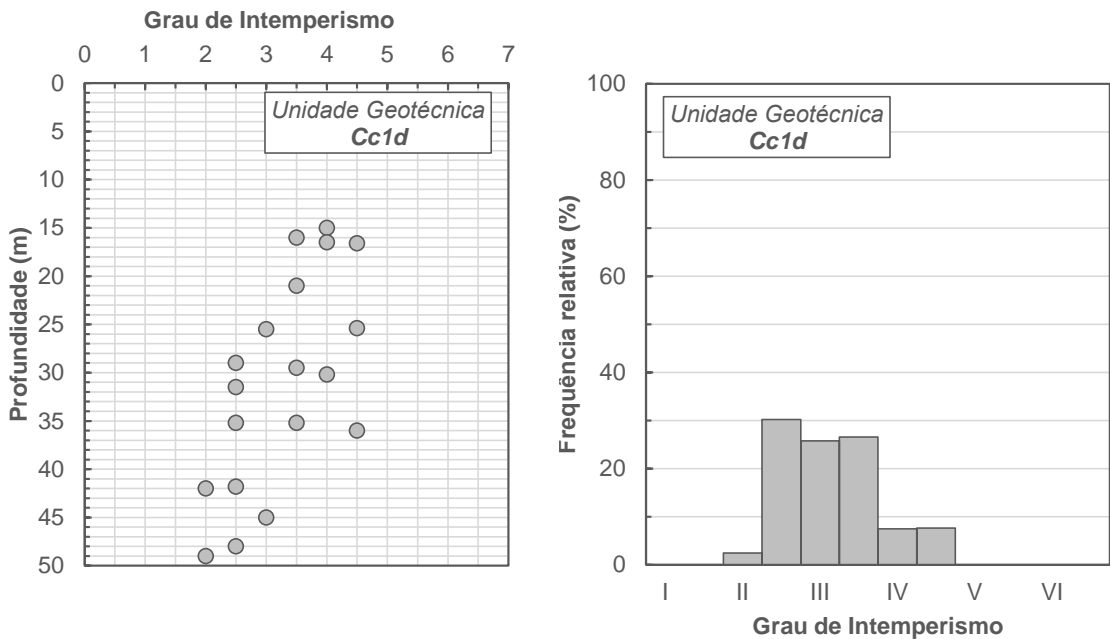 Grau de Intemperismo
0 1 2 3 4 5 6 7
Profundidade (m)
0
5
10
15
20
25
30
35
40
45
50
Unidade Geotécnica
Cc1d
Frequência relativa (%)
100
80
60
40
20
0
Unidade Geotécnica
Cc1d
I II III IV V VI
Grau de Intemperismo